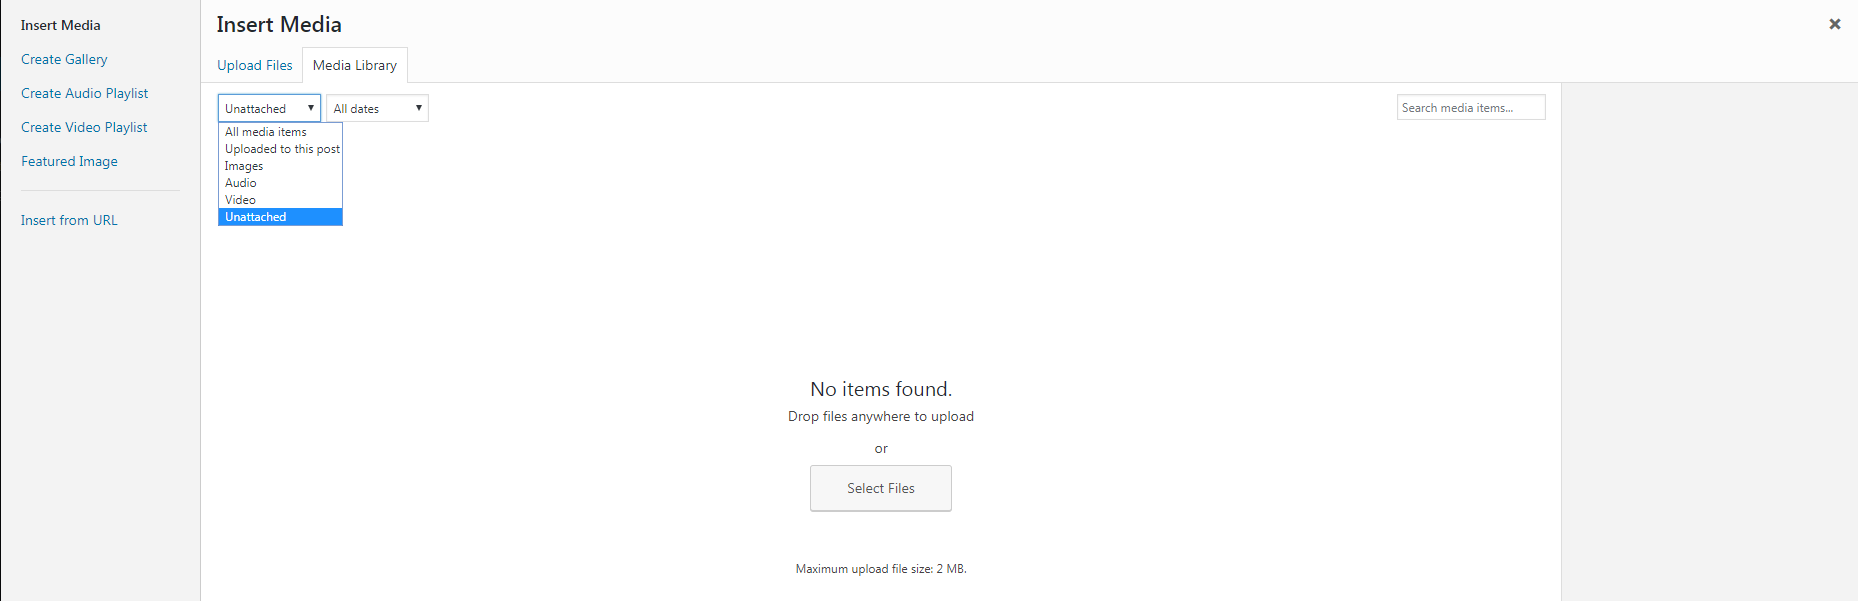 Insert Media
Create Gallery
Create Audio Playlist
Create Video Playlist
Featured Image
Insert from URL
Insert Media
Upload Files
Media Library
Unattached
All dates
Search media items...
All media items
Uploaded to this post
Images
Audio
Video
Unattached
No items found.
Drop files anywhere to upload
or
Select Files
Maximum upload file size: 2 MB.